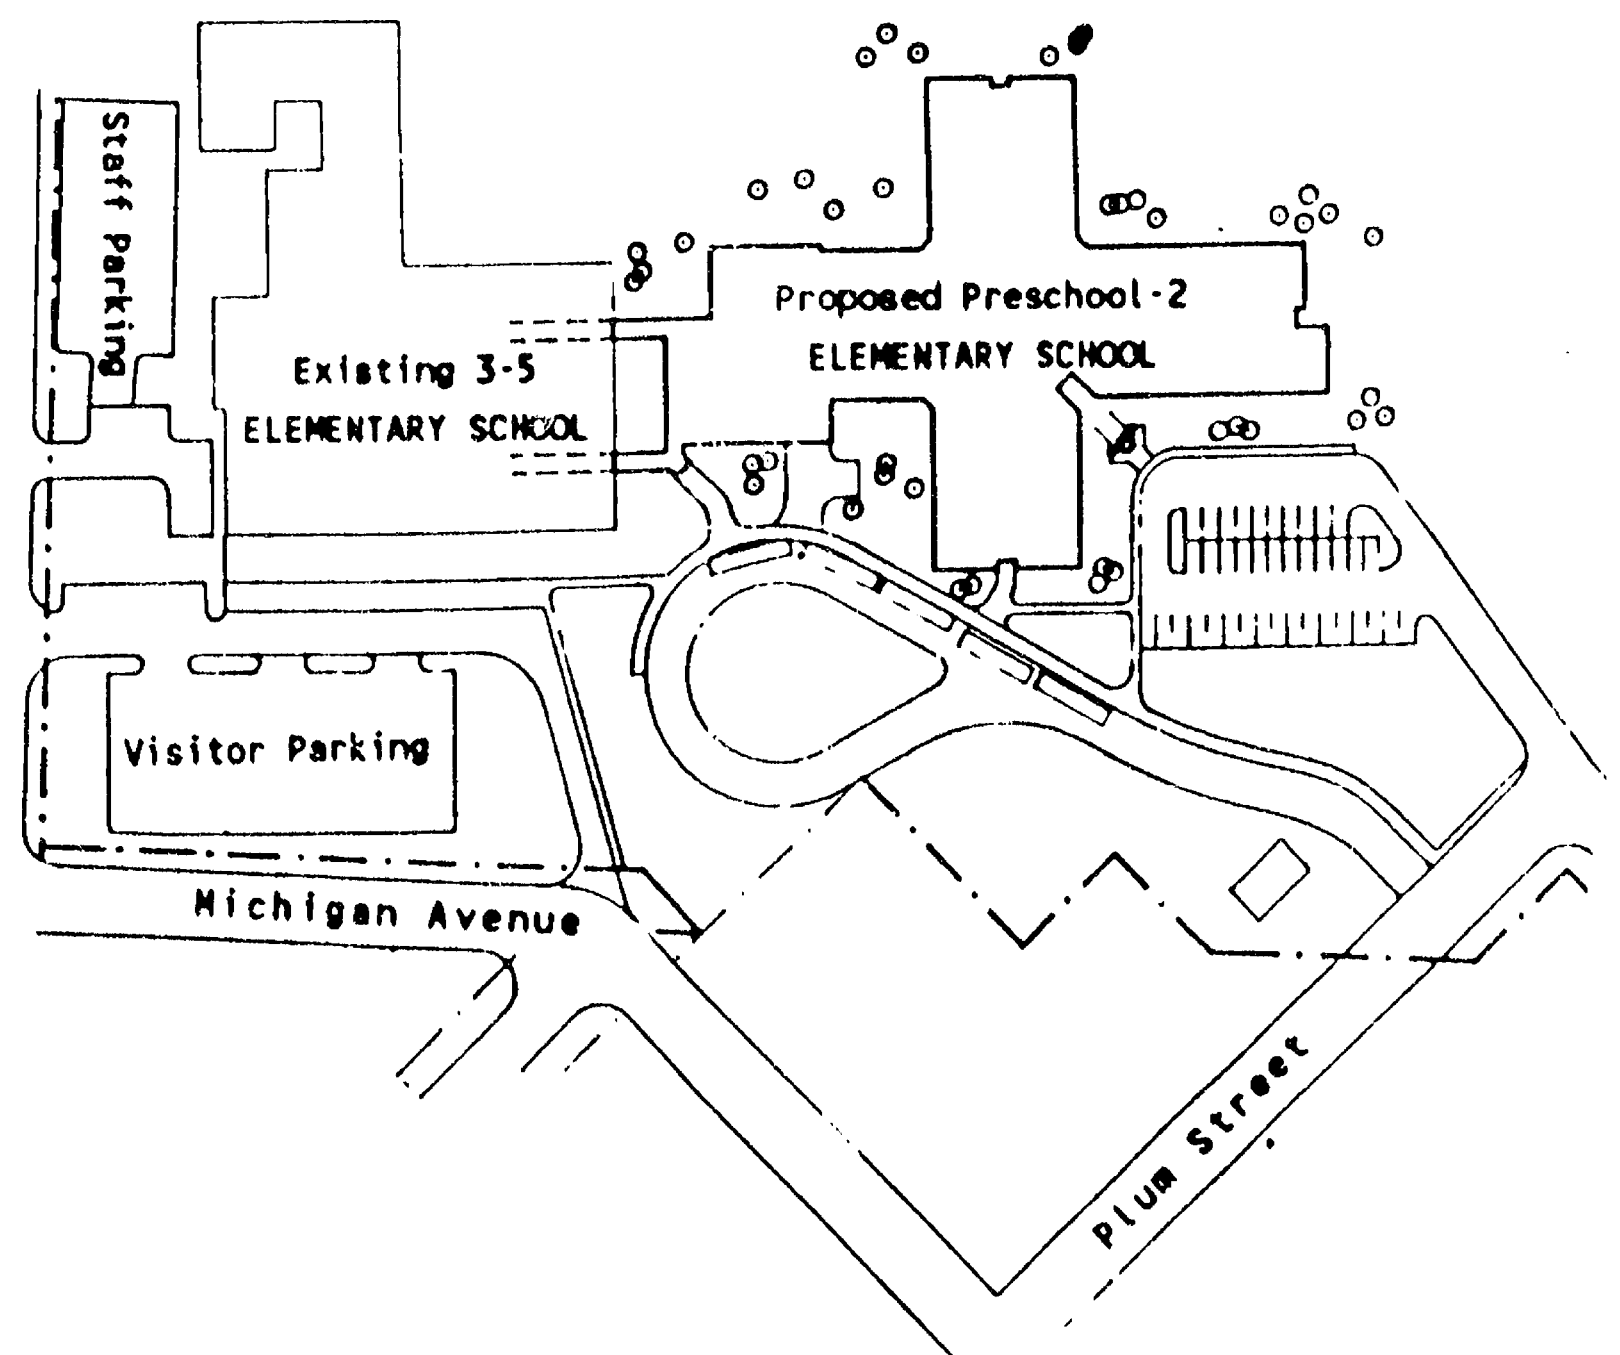 Staff Parking
Proposed Preschool-2
ELEMENTARY SCHOOL
Existing 3-5
ELEMENTARY SCHOOL
Visitor Parking
Michigan Avenue
Plum Street